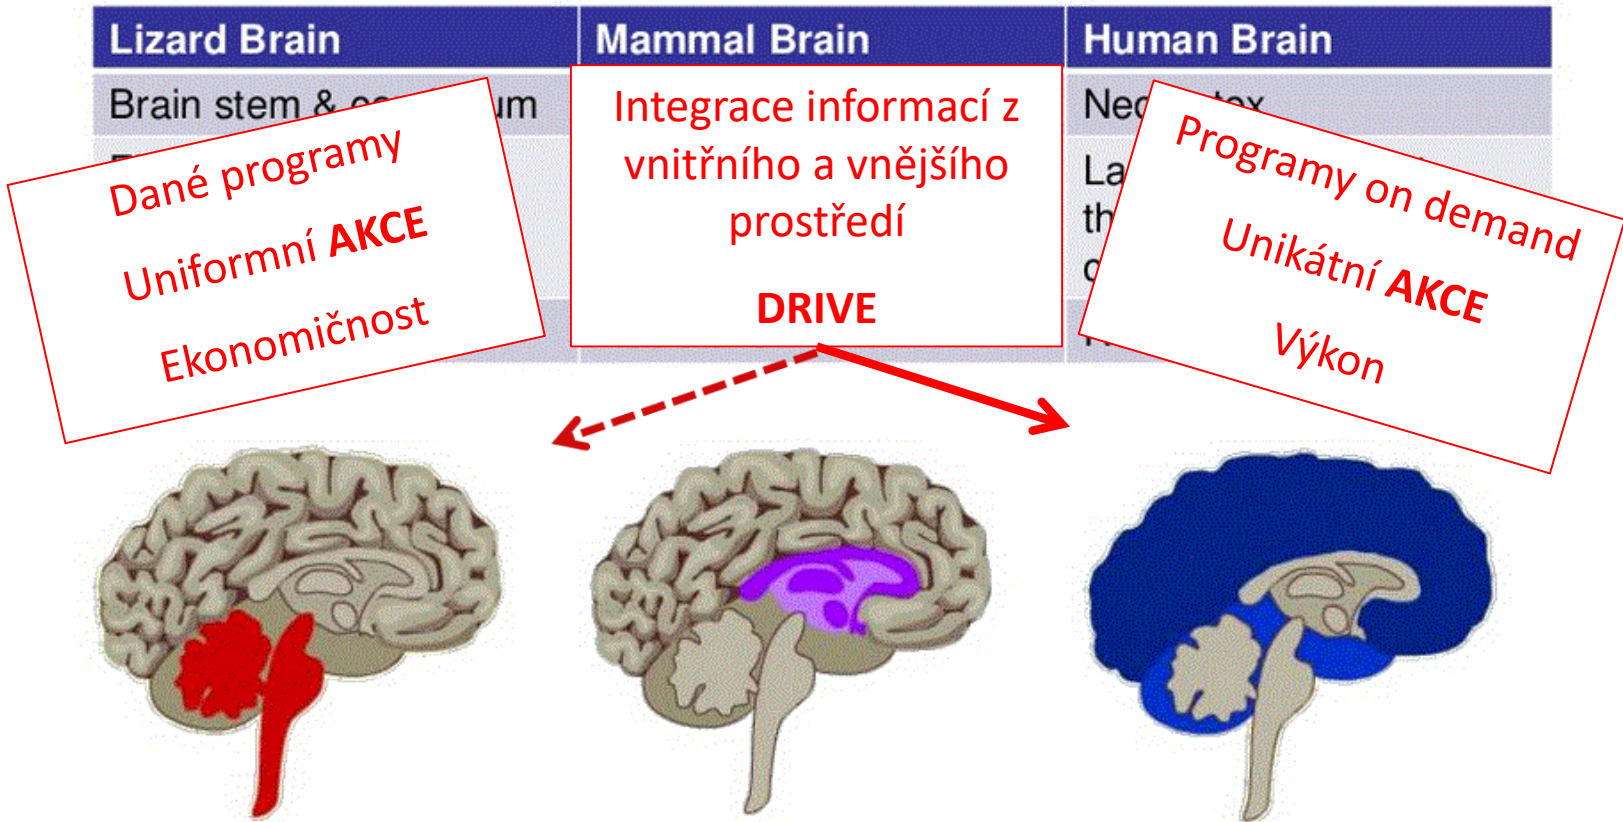 Lizard Brain
Mammal Brain
Human Brain
Brain stem &
Dané programy
Uniformní AKCE
Ekonomičnost
Integrace informací z
vnitřního a vnějšího
prostředí
DRIVE
Programy on demand
Unikátní AKCE
Výkon